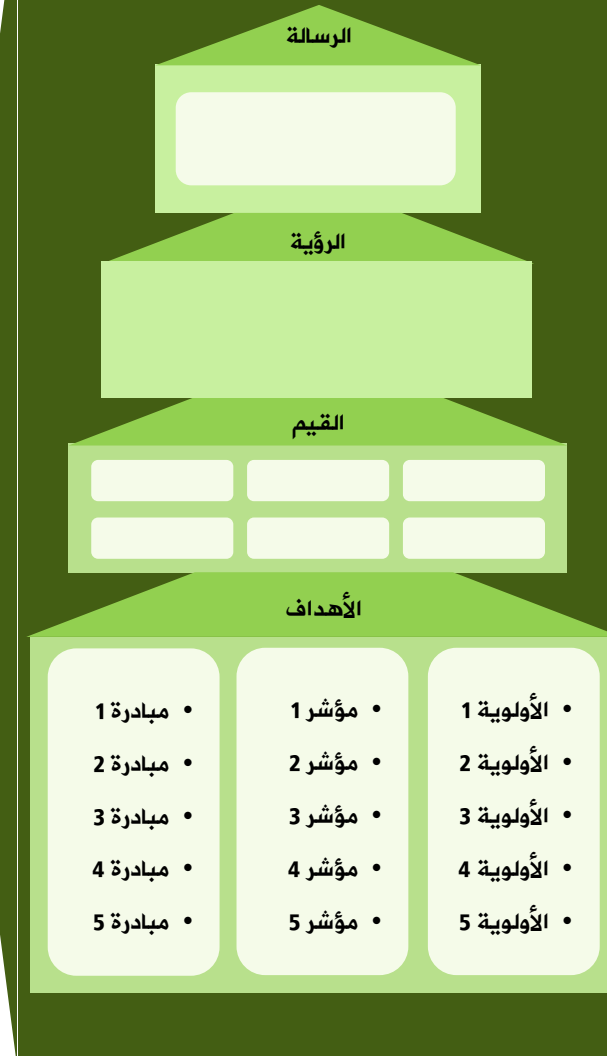 الرسالة
الرؤية
القيم
الأهداف
• الأولوية 1
• الأولوية 2
• الأولوية 3
• الأولوية 4
• الأولوية 5
• مؤشر 1
• مؤشر 2
• مؤشر 3
• مؤشر 4
• مؤشر 5
• مبادرة 1
• مبادرة 2
• مبادرة 3
• مبادرة 4
• مبادرة 5